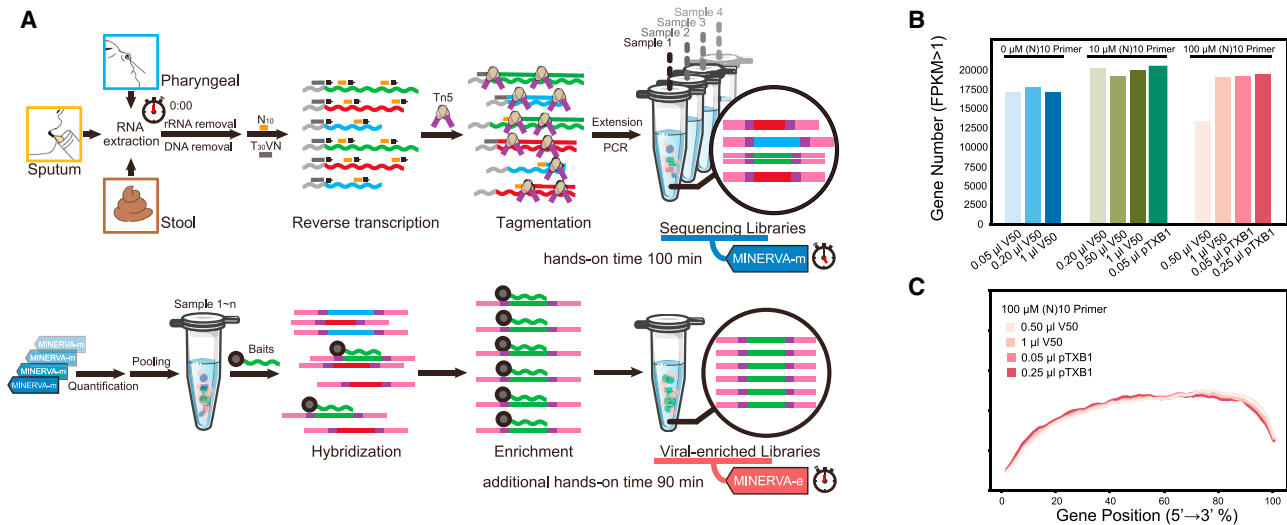 A
Pharyngeal
Sputum
Stool
0:00
RNA
extraction
rRNA removal
DNA removal
N10
T30VN
Reverse transcription
Tn5
Tagmentation
Extension
PCR
Sample 1
Sample 2
Sample 3
Sample 4
Sequencing Libraries
hands-on time 100 min
MINERVA-m
MINERVA-m
MINERVA-m
MINERVA-m
MINERVA-m
Quantification
Pooling
Sample 1~n
Baits
Hybridization
Enrichment
Viral-enriched Libraries
additional hands-on time 90 min
MINERVA-e
B
Gene Number (FPKM>1)
0 µM (N)10 Primer
10 µM (N)10 Primer
100 µM (N)10 Primer
20000
17500
15000
12500
10000
7500
5000
2500
0
0.05 µl V50
0.20 µl V50
1 µl V50
0.20 µl V50
0.50 µl V50
1 µl V50
0.05 µl pTXB1
0.50 µl V50
1 µl V50
0.05 µl pTXB1
0.25 µl pTXB1
C
100 µM (N)10 Primer
0.50 µl V50
1 µl V50
0.05 µl pTXB1
0.25 µl pTXB1
0
20
40
60
80
100
Gene Position (5'→3' %)